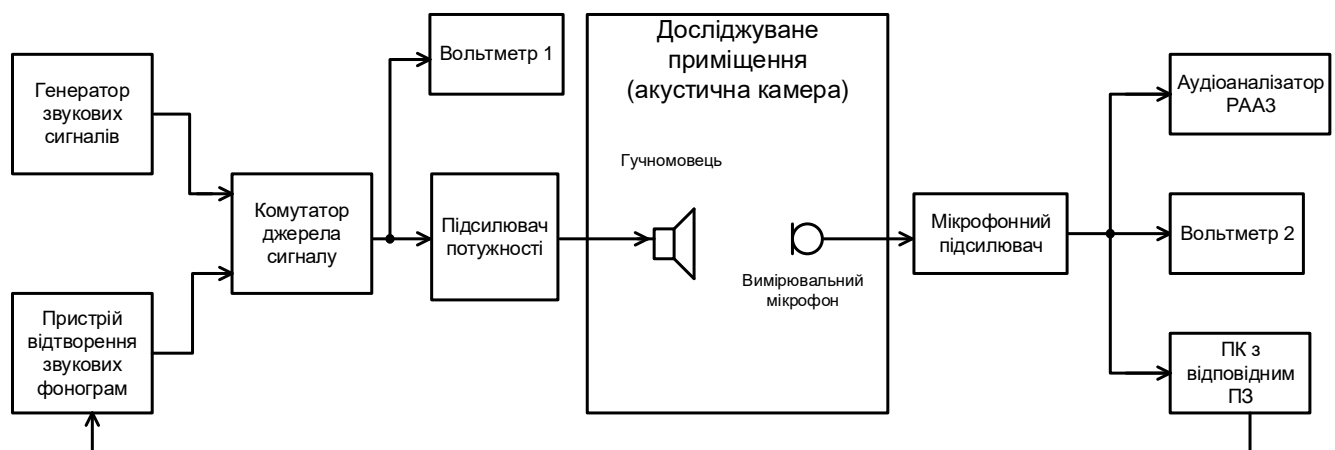 Генератор
звукових
сигналів
Пристрій
відтворення
звукових
фонограм
Комутатор
джерела
сигналу
Вольтметр 1
Підсилювач
потужності
Досліджуване
приміщення
(акустична камера)
Гучномовець
Вимірювальний
мікрофон
Мікрофонний
підсилювач
Аудіоаналізатор
РАА3
Вольтметр 2
ПК з
відповідним
ПЗ